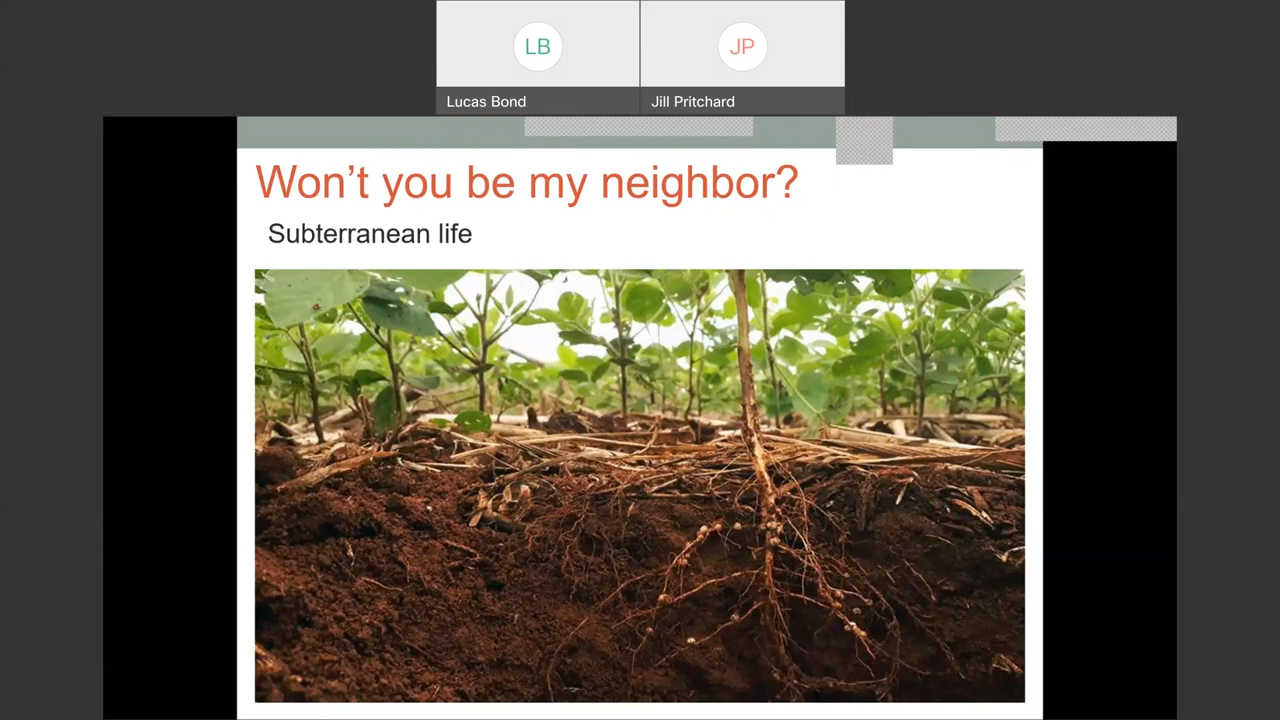 LB
JP
Lucas Bond
Jill Pritchard
Won’t you be my neighbor?
Subterranean life